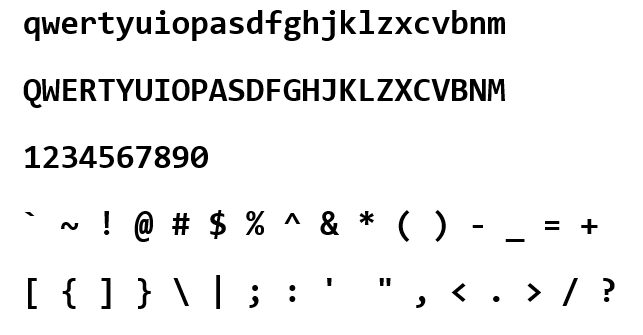 qwertyuiopasdfghjklzxcvbnm
QWERTYUIOPASDFGHJKLZXCVBNM
1234567890
` ~ ! @ # $ % ^ & * ( ) - _ = +
[ { ] } \ | ; : '  " , < . > / ?